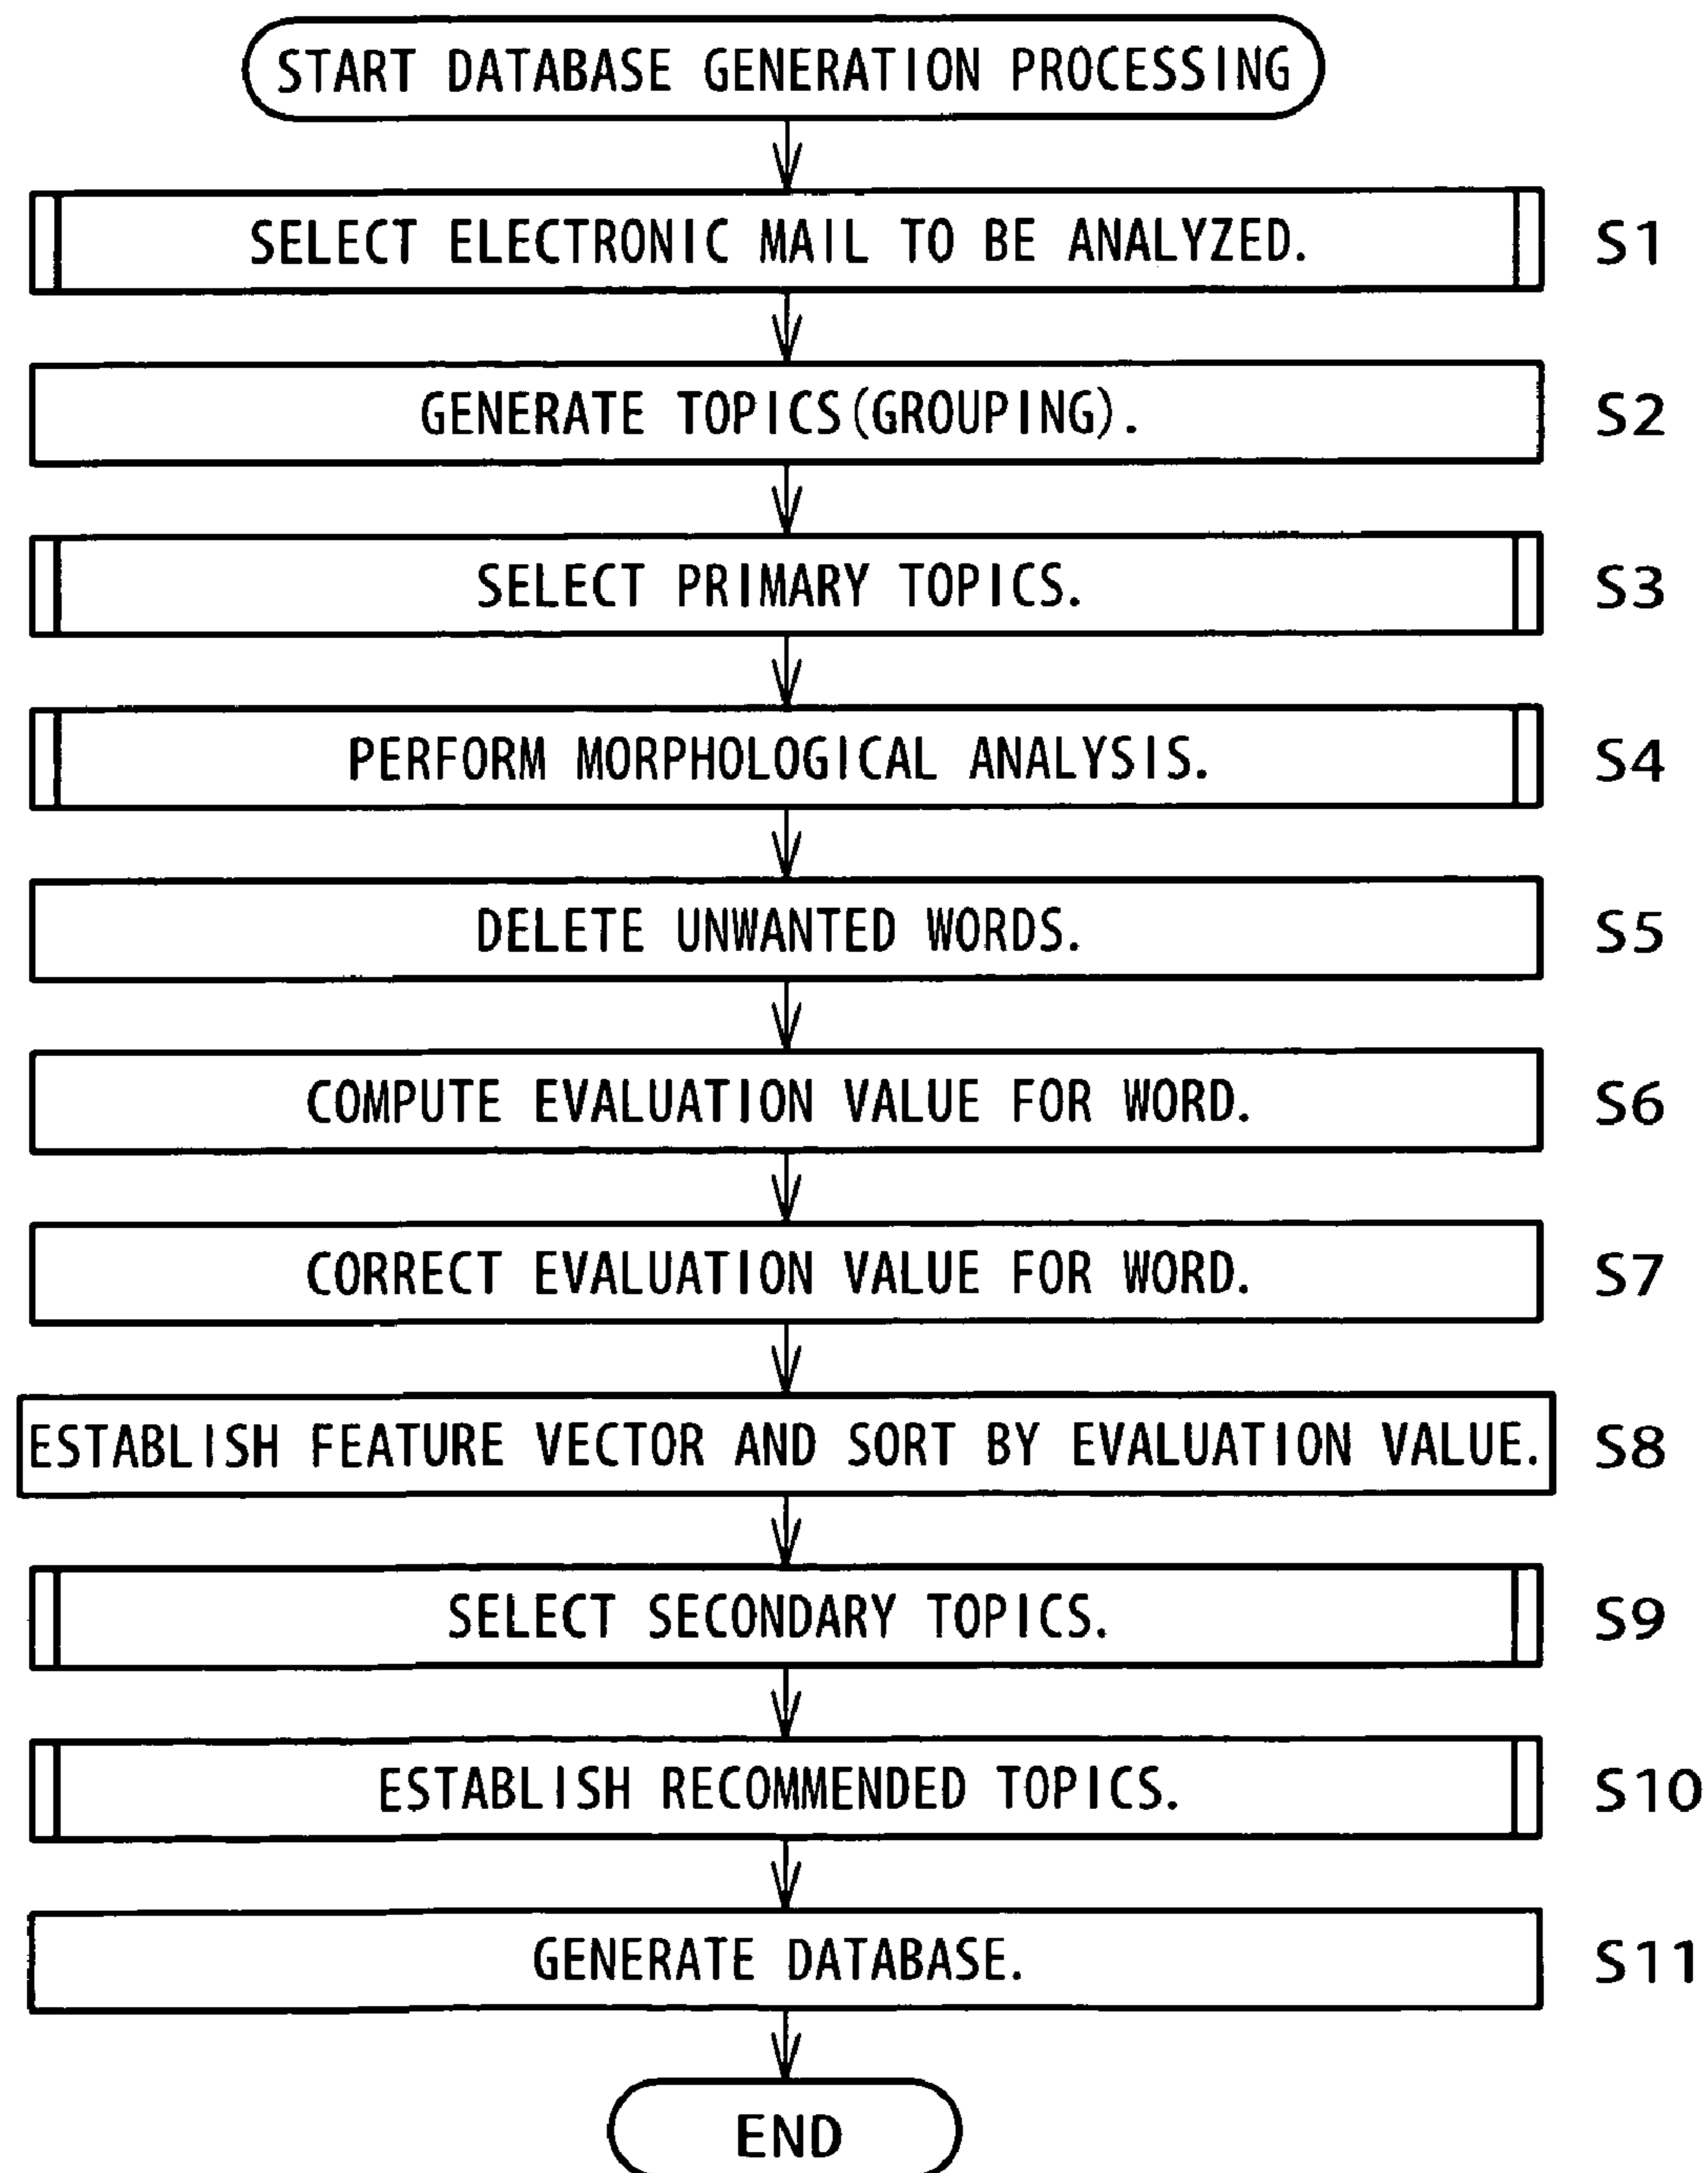 START DATABASE GENERATION PROCESSING
SELECT ELECTRONIC MAIL TO BE ANALYZED. S1
GENERATE TOPICS(GROUPING). S2
SELECT PRIMARY TOPICS. S3
PERFORM MORPHOLOGICAL ANALYSIS. S4
DELETE UNWANTED WORDS. S5
COMPUTE EVALUATION VALUE FOR WORD. S6
CORRECT EVALUATION VALUE FOR WORD. S7
ESTABLISH FEATURE VECTOR AND SORT BY EVALUATION VALUE. S8
SELECT SECONDARY TOPICS. S9
ESTABLISH RECOMMENDED TOPICS. S10
GENERATE DATABASE. S11
END